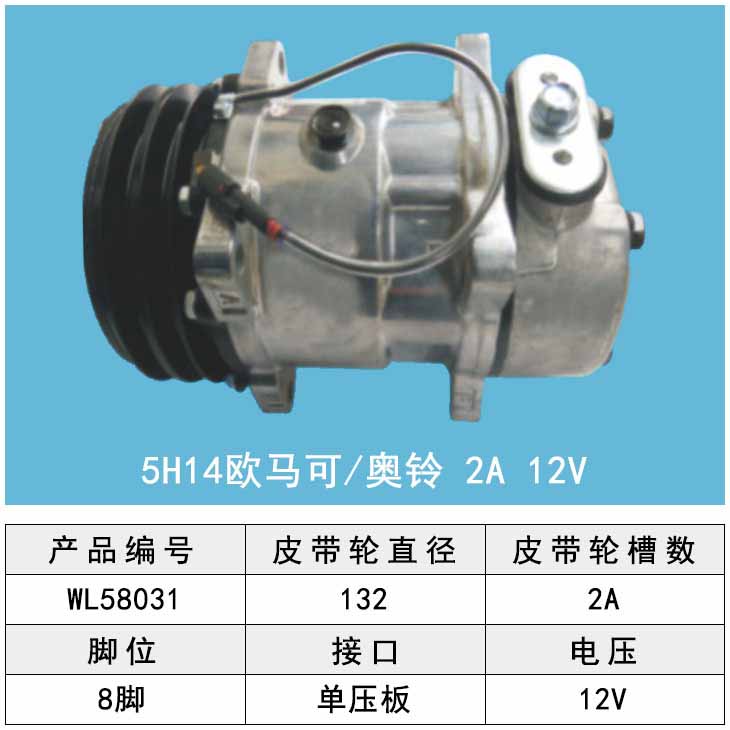 5H14欧马可/奥铃 2A 12V
产品编号 皮带轮直径 皮带轮槽数
WL58031 132 2A
脚位 接口 电压
8脚 单压板 12V